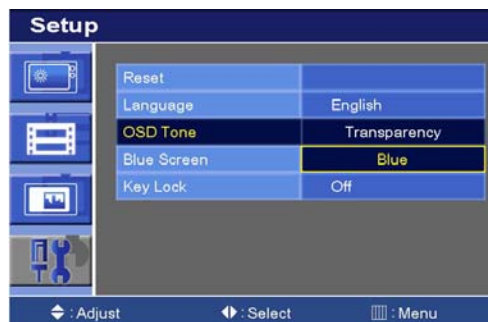 Setup
Reset
Language English
OSD Tone Transparency
Blue Screen Blue
Key Lock Off
: Adjust : Select : Menu